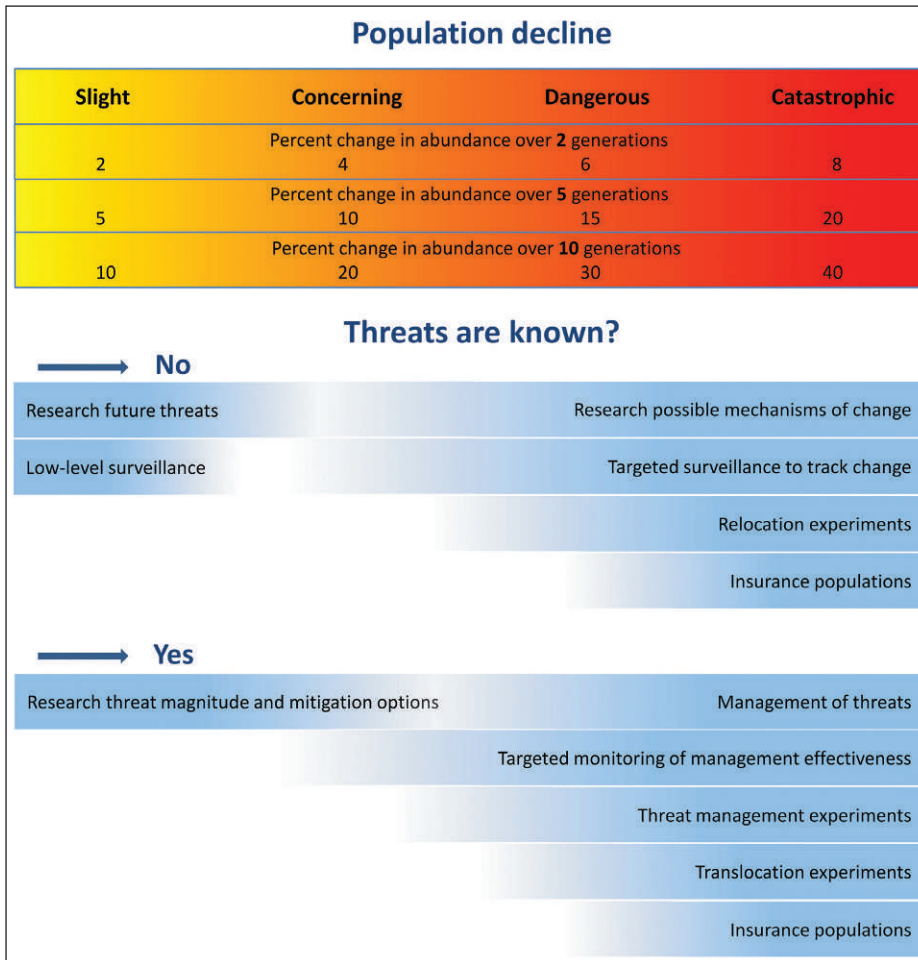 Population decline
Slight Concerning Dangerous Catastrophic
Percent change in abundance over 2 generations
2 4 6 8
Percent change in abundance over 5 generations
5 10 15 20
Percent change in abundance over 10 generations
10 20 30 40
Threats are known?
No
Research future threats Research possible mechanisms of change
Low-level surveillance Targeted surveillance to track change
Relocation experiments
Insurance populations
Yes
Research threat magnitude and mitigation options Management of threats
Targeted monitoring of management effectiveness
Threat management experiments
Translocation experiments
Insurance populations